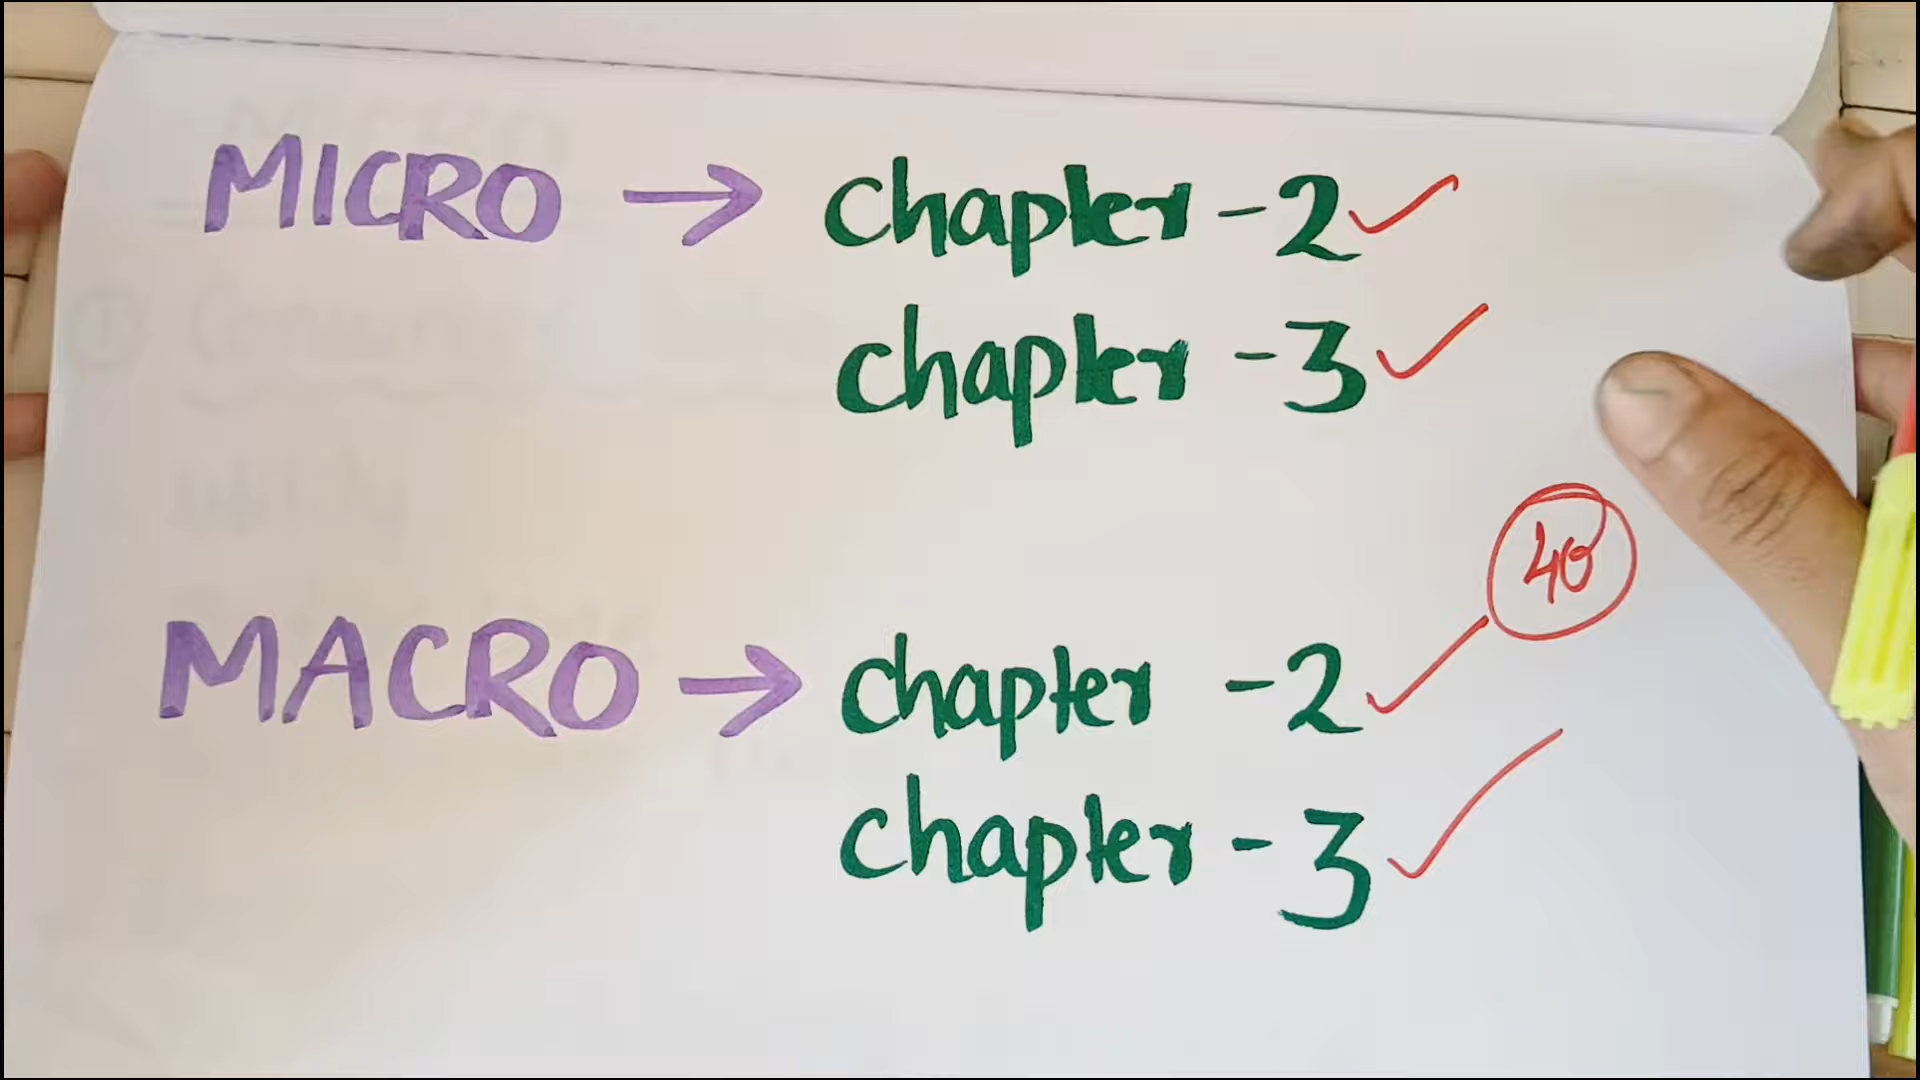 MICRO → chapter - 2 ✓
chapter - 3 ✓
40
MACRO → chapter - 2 ✓
chapter - 3 ✓